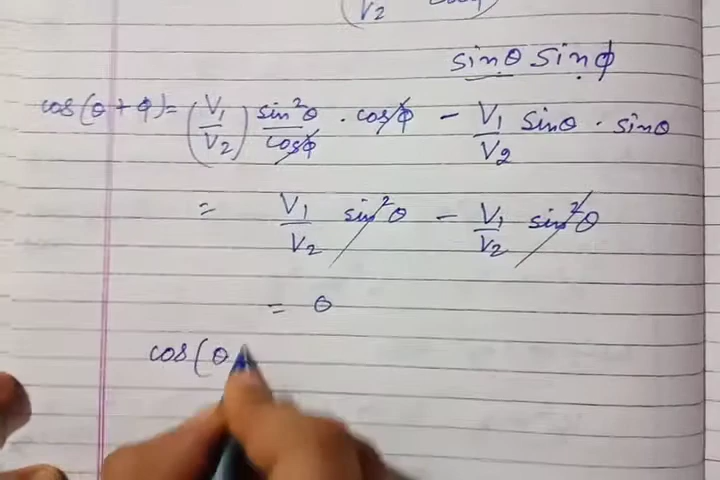 V2 cosφ
sinθ sinφ
cos(θ + φ) = (V1/V2) sin²θ/cosφ · cosφ − V1/V2 sinθ · sinθ
= V1/V2 sin²θ − V1/V2 sin²θ
= 0
cos(θ